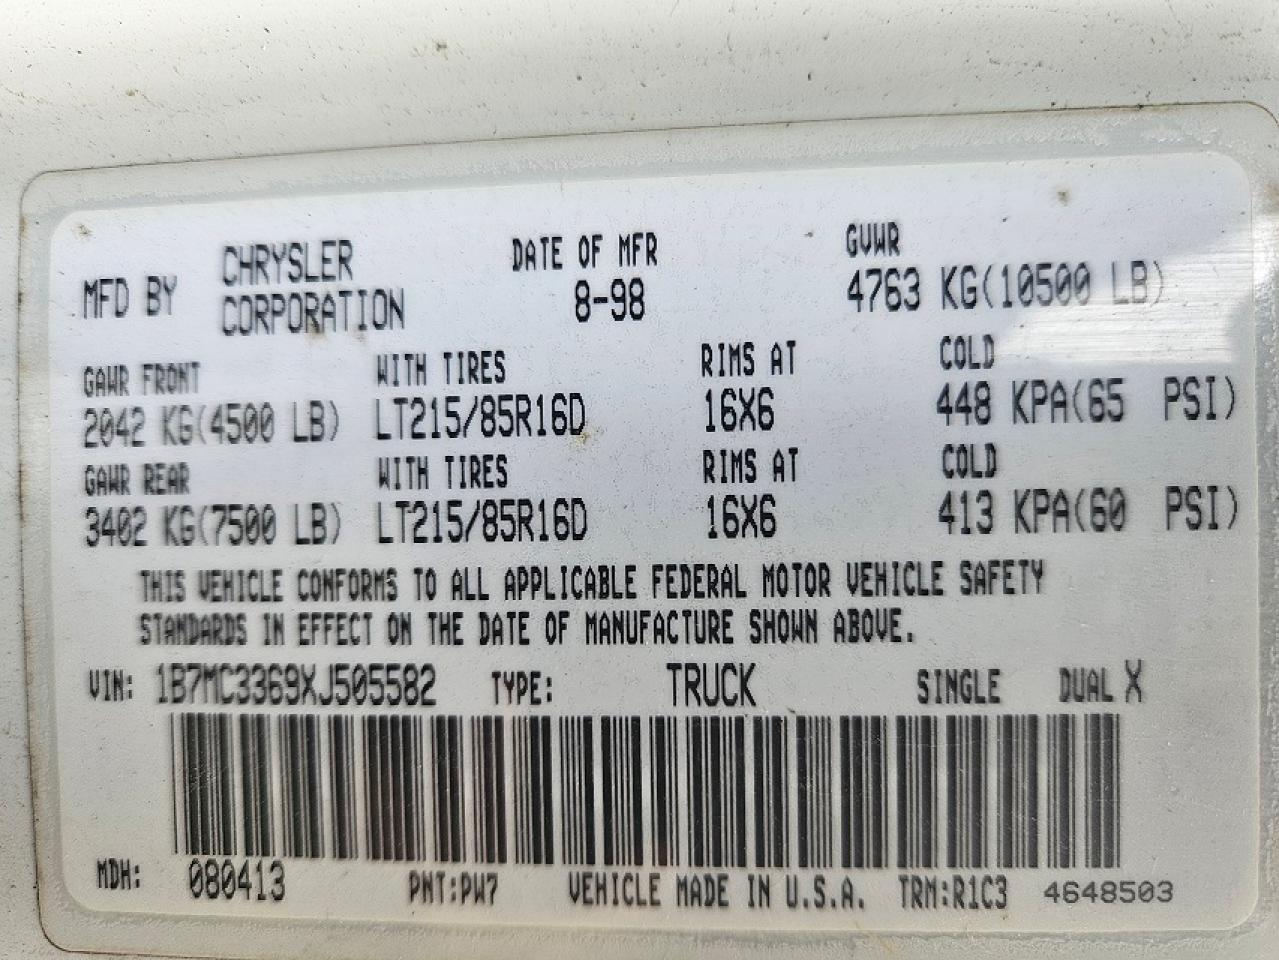 MFD BY CHRYSLER CORPORATION DATE OF MFR 8-98 GVWR 4763 KG(10500 LB)
GAWR FRONT WITH TIRES RIMS AT COLD
2042 KG(4500 LB) LT215/85R16D 16X6 448 KPA(65 PSI)
GAWR REAR WITH TIRES RIMS AT COLD
3402 KG(7500 LB) LT215/85R16D 16X6 413 KPA(60 PSI)
THIS VEHICLE CONFORMS TO ALL APPLICABLE FEDERAL MOTOR VEHICLE SAFETY
STANDARDS IN EFFECT ON THE DATE OF MANUFACTURE SHOWN ABOVE.
VIN: 1B7MC3369XJ505582 TYPE: TRUCK SINGLE DUAL X
MDH: 080413 PNT:PW7 VEHICLE MADE IN U.S.A. TRM:R1C3 4648503